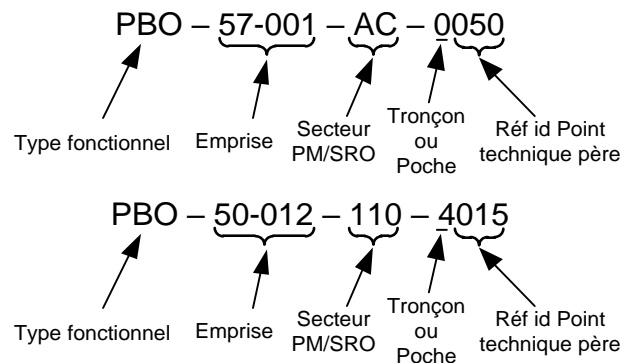 PBO – 57-001 – AC – 0050
Type fonctionnel
Emprise
Secteur
PM/SRO
Tronçon
ou
Poche
Réf id Point
technique père
PBO – 50-012 – 110 – 4015
Type fonctionnel
Emprise
Secteur
PM/SRO
Tronçon
ou
Poche
Réf id Point
technique père